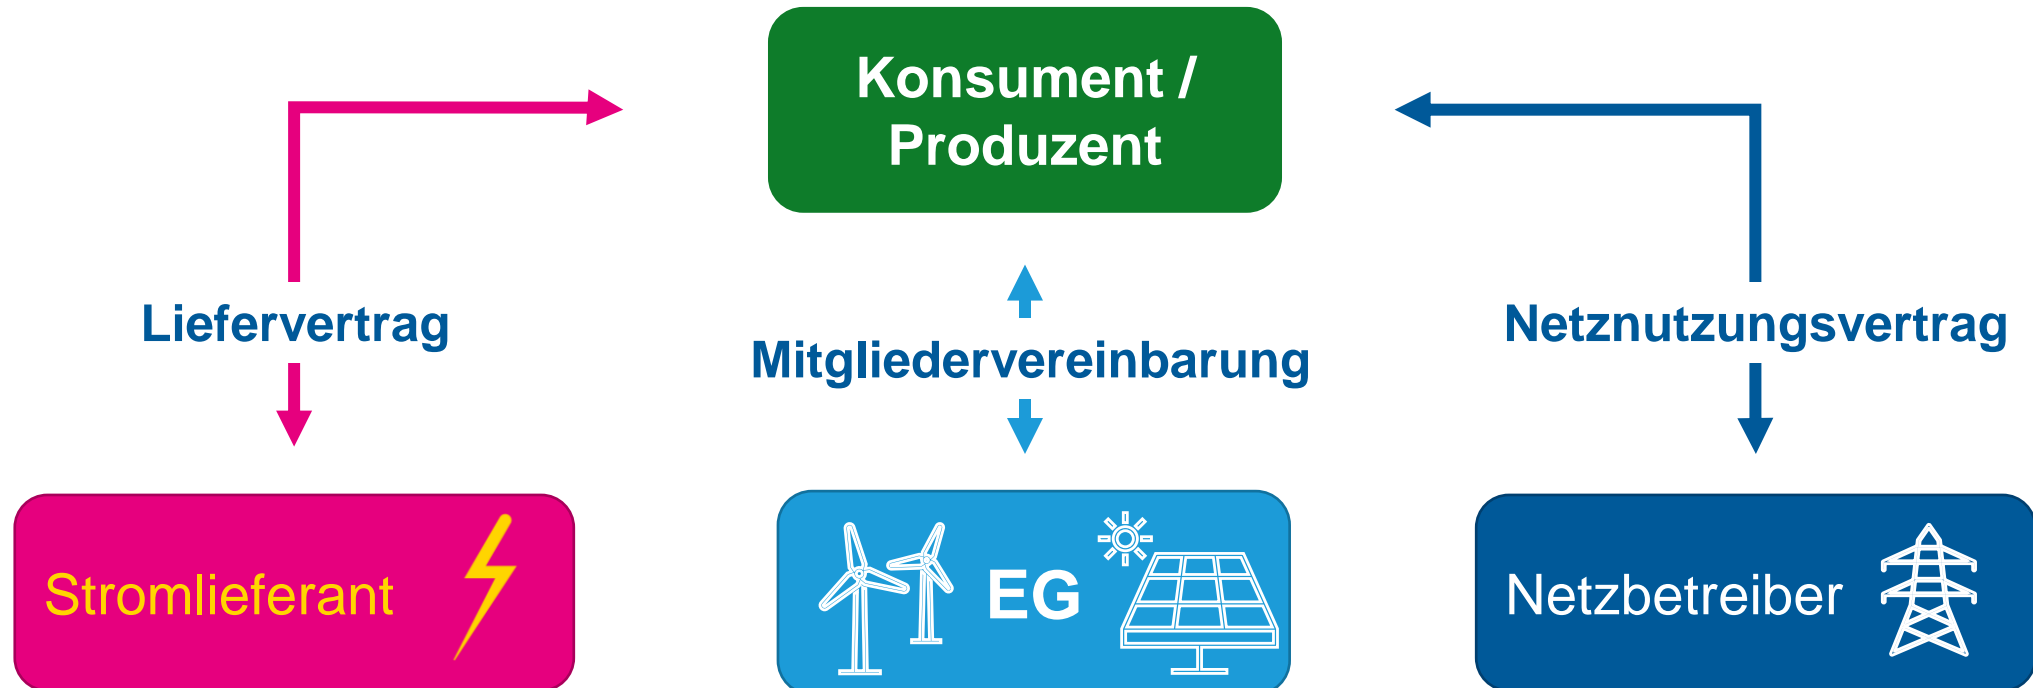 Konsument /
Produzent
Liefervertrag
Mitgliedervereinbarung
Netznutzungsvertrag
Stromlieferant
EG
Netzbetreiber